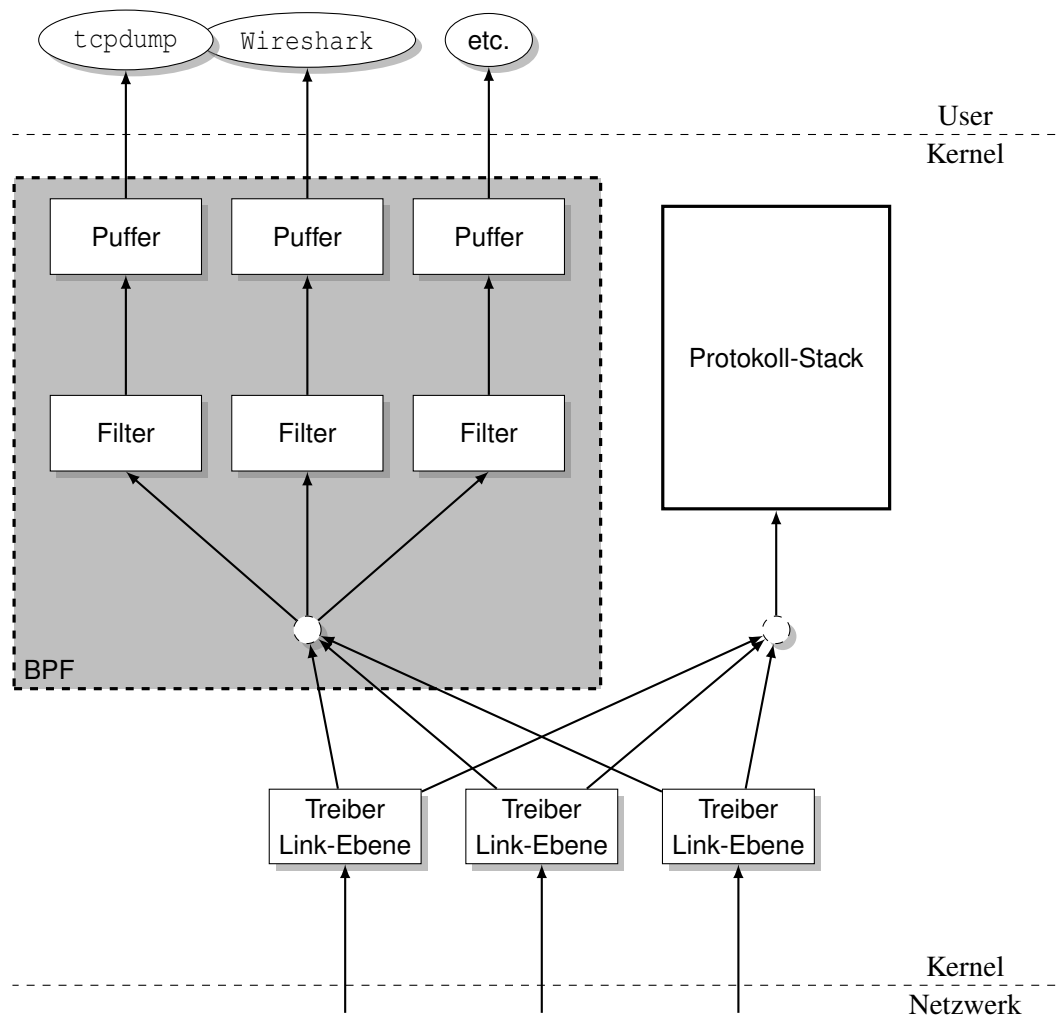 tcpdump Wireshark etc.
User
Kernel
Puffer Puffer Puffer
Protokoll-Stack
Filter Filter Filter
BPF
Treiber Treiber Treiber
Link-Ebene Link-Ebene Link-Ebene
Kernel
Netzwerk